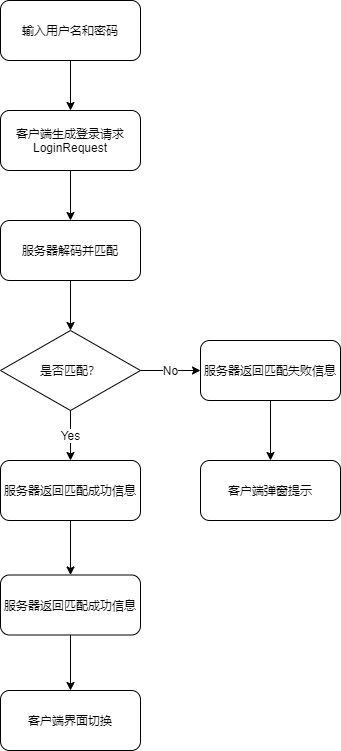 输入用户名和密码
客户端生成登录请求
LoginRequest
服务器解码并匹配
是否匹配?
No
服务器返回匹配失败信息
Yes
服务器返回匹配成功信息
客户端弹窗提示
服务器返回匹配成功信息
客户端界面切换